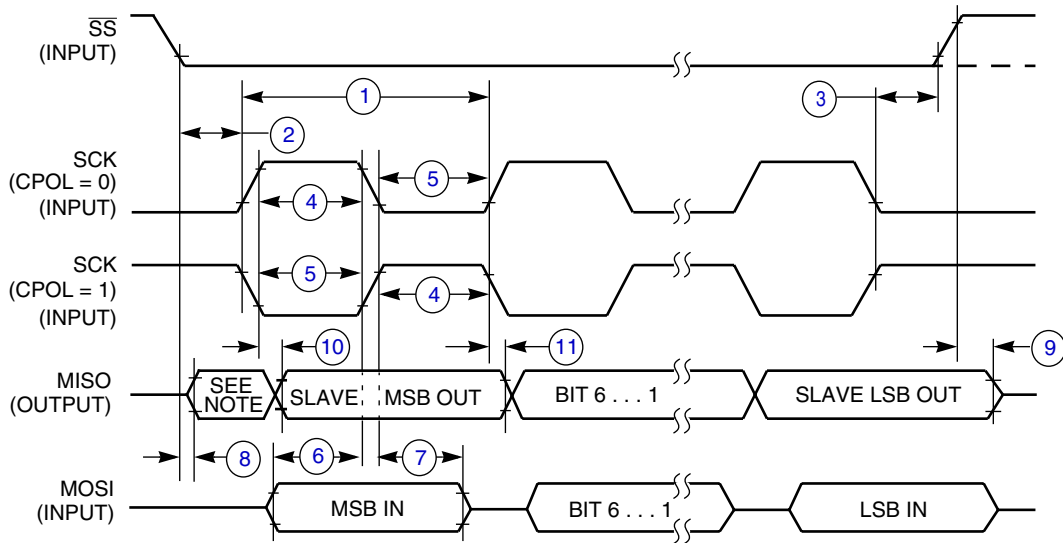 SS
(INPUT)
1
3
2
SCK
(CPOL = 0)
(INPUT)
5
4
SCK
(CPOL = 1)
(INPUT)
5
4
10
11
9
MISO
(OUTPUT)
SEE
NOTE
SLAVE
MSB OUT
BIT 6 . . . 1
SLAVE LSB OUT
8
6
7
MOSI
(INPUT)
MSB IN
BIT 6 . . . 1
LSB IN